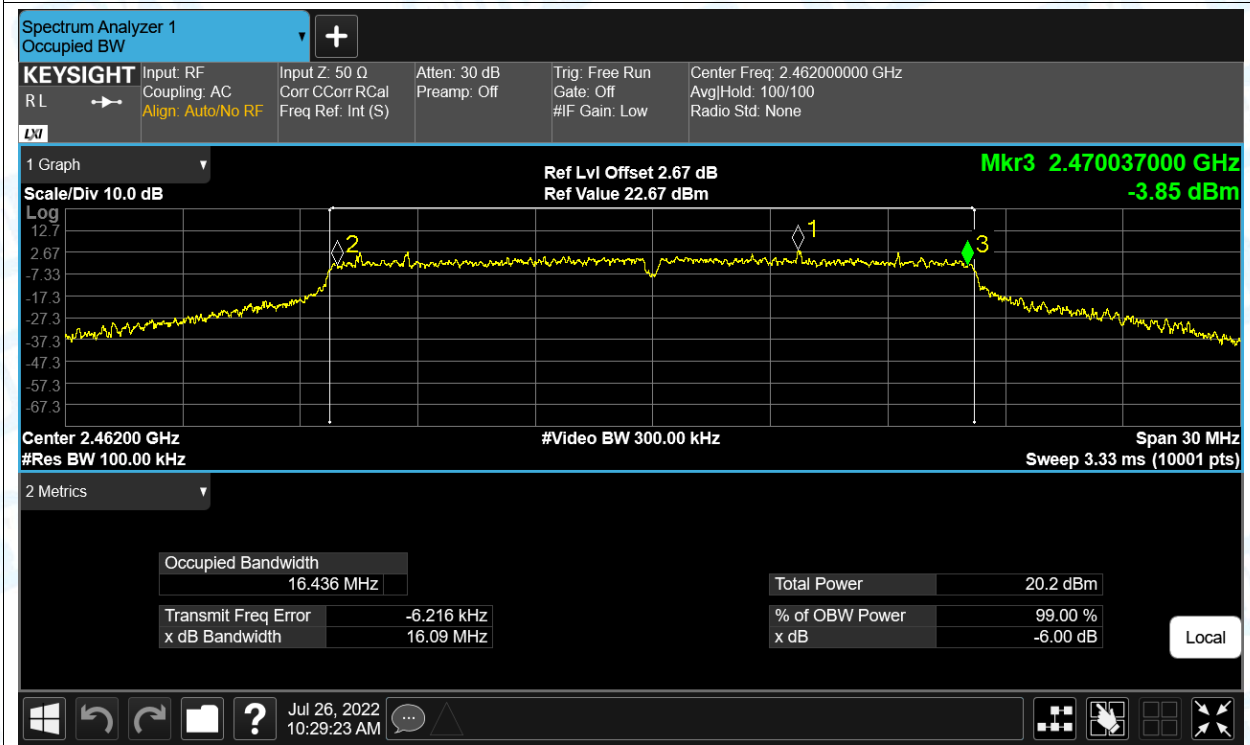 Spectrum Analyzer 1
Occupied BW
+
KEYSIGHT
R L
LXI
Input: RF
Coupling: AC
Align: Auto/No RF
Input Z: 50 Ω
Corr CCorr RCal
Freq Ref: Int (S)
Atten: 30 dB
Preamp: Off
Trig: Free Run
Gate: Off
#IF Gain: Low
Center Freq: 2.462000000 GHz
Avg|Hold: 100/100
Radio Std: None
1 Graph
Scale/Div 10.0 dB
Ref Lvl Offset 2.67 dB
Ref Value 22.67 dBm
Mkr3 2.470037000 GHz
-3.85 dBm
Log
12.7
2.67
-7.33
-17.3
-27.3
-37.3
-47.3
-57.3
-67.3
2
1
3
Center 2.46200 GHz
#Video BW 300.00 kHz
Span 30 MHz
#Res BW 100.00 kHz
Sweep 3.33 ms (10001 pts)
2 Metrics
Occupied Bandwidth
16.436 MHz
Total Power 20.2 dBm
Transmit Freq Error -6.216 kHz
% of OBW Power 99.00 %
x dB Bandwidth 16.09 MHz
x dB -6.00 dB
Local
?
Jul 26, 2022
10:29:23 AM